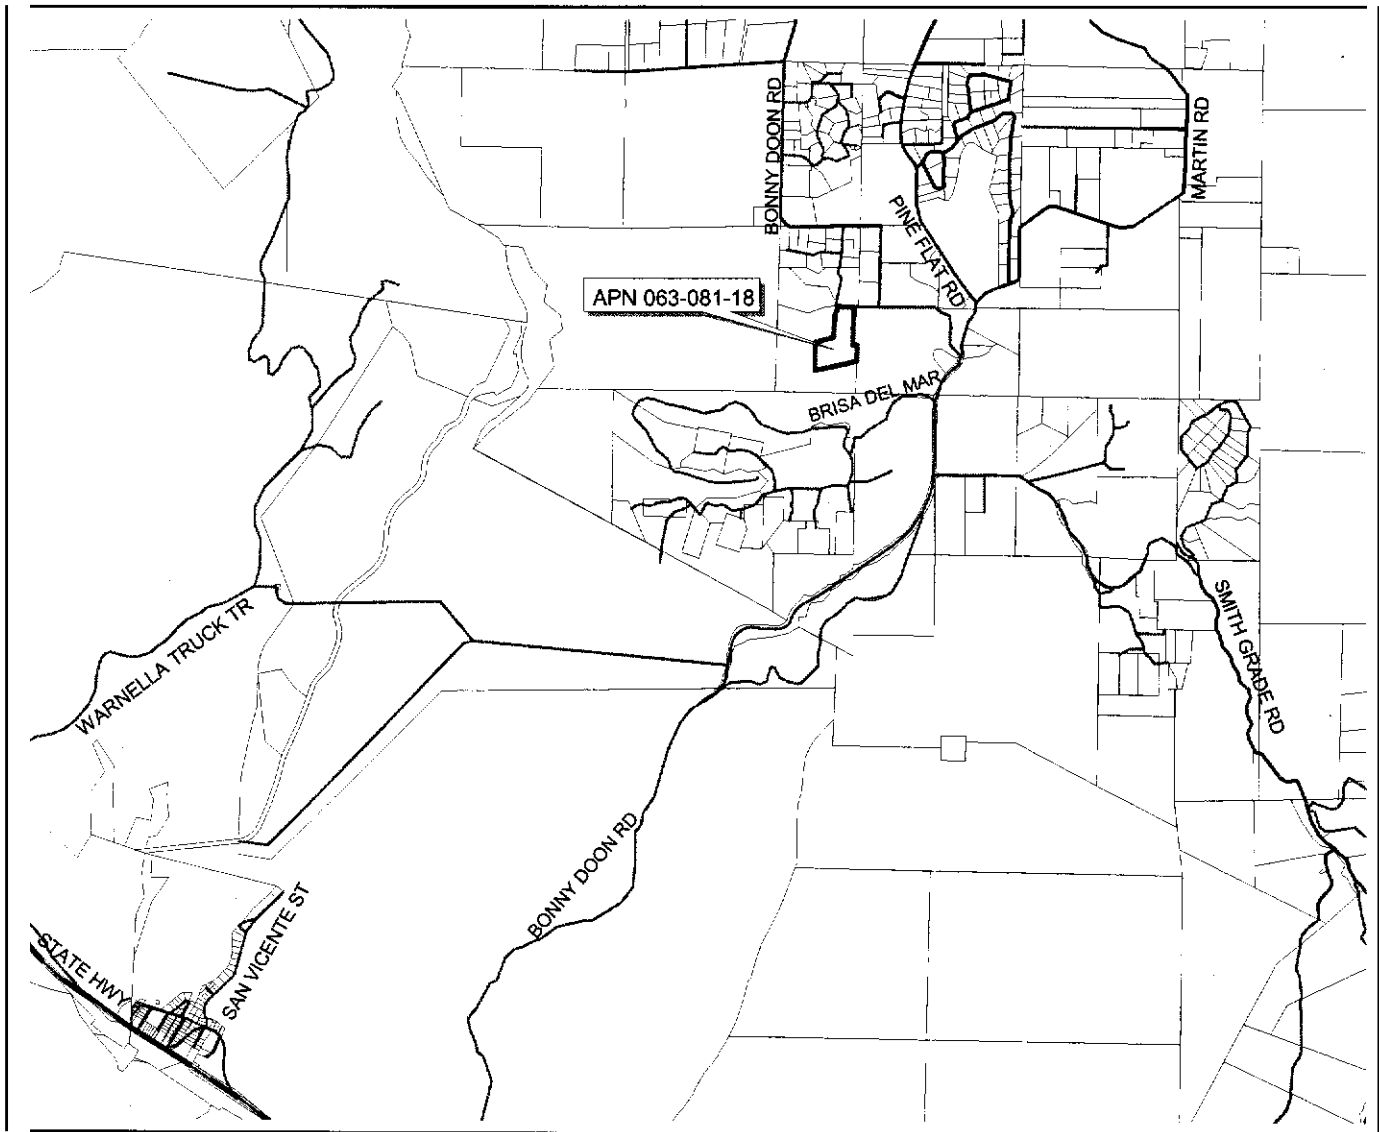 BONNY DOON RD
MARTIN RD
PINE FLAT RD
APN 063-081-18
BRISA DEL MAR
SMITH GRADE RD
WARNELLA TRUCK TR
BONNY DOON RD
SAN VICENTE ST
STATE HWY